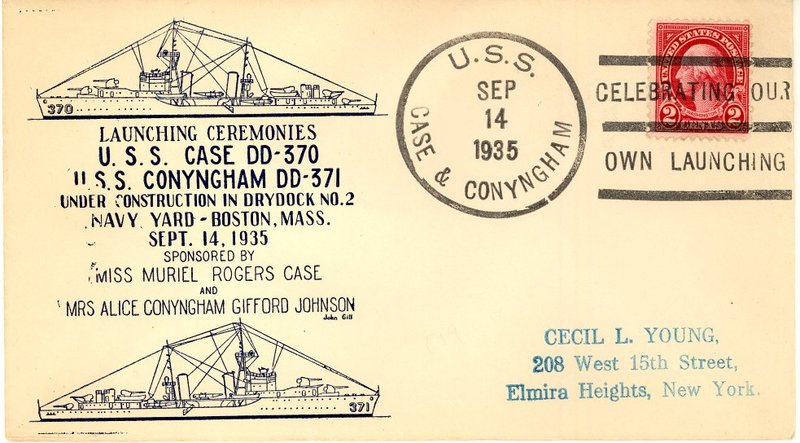 370
LAUNCHING CEREMONIES
U.S.S. CASE DD-370
U.S.S. CONYNGHAM DD-371
UNDER CONSTRUCTION IN DRYDOCK NO.2
NAVY YARD - BOSTON, MASS.
SEPT. 14, 1935
SPONSORED BY
MISS MURIEL ROGERS CASE
AND
MRS ALICE CONYNGHAM GIFFORD JOHNSON
John Gill
371
U.S.S.
SEP
14
1935
CASE & CONYNGHAM
UNITED STATES POSTAGE
2 CENTS 2
CELEBRATING OUR
OWN LAUNCHING
CECIL L. YOUNG,
208 West 15th Street,
Elmira Heights, New York.